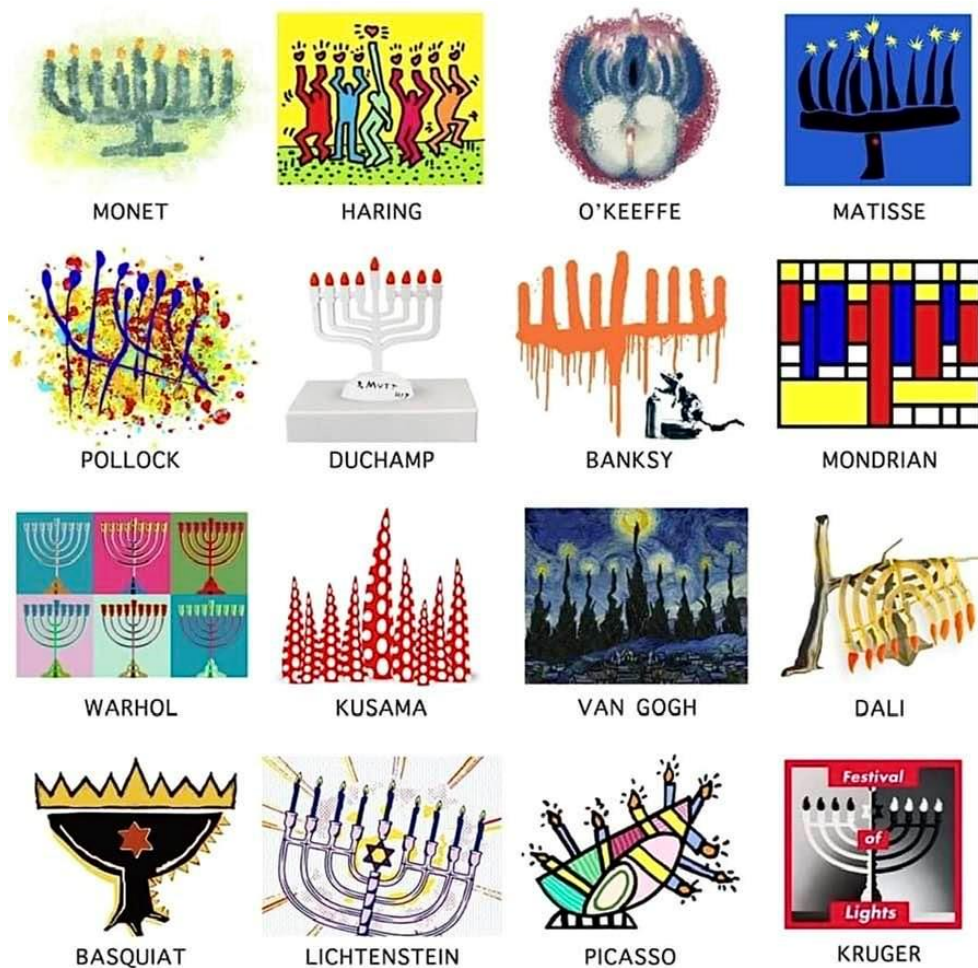 MONET
HARING
O'KEEFFE
MATISSE
R. MUTT
POLLOCK
DUCHAMP
BANKSY
MONDRIAN
WARHOL
KUSAMA
VAN GOGH
DALI
Festival
of
Lights
BASQUIAT
LICHTENSTEIN
PICASSO
KRUGER